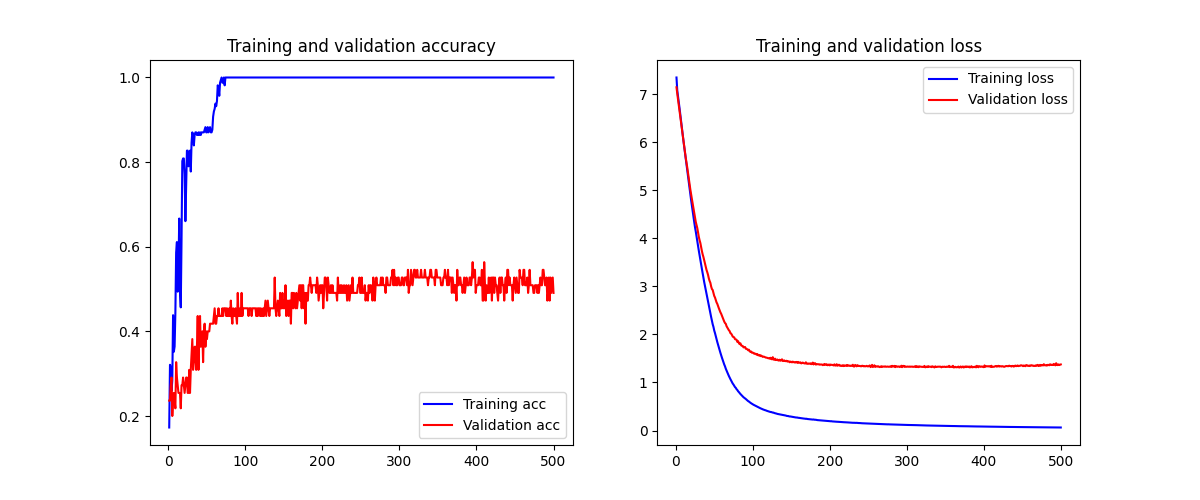 Training and validation accuracy
1.0
0.8
0.6
0.4
0.2
0 100 200 300 400 500
Training acc
Validation acc
Training and validation loss
7
6
5
4
3
2
1
0
0 100 200 300 400 500
Training loss
Validation loss